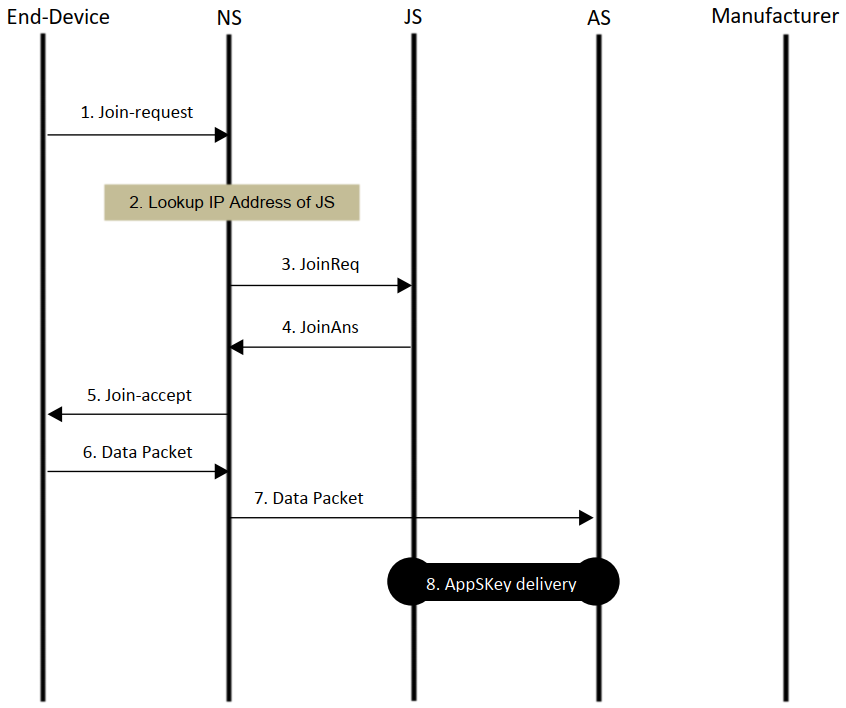 End-Device
NS
JS
AS
Manufacturer
1. Join-request
2. Lookup IP Address of JS
3. JoinReq
4. JoinAns
5. Join-accept
6. Data Packet
7. Data Packet
8. AppSKey delivery